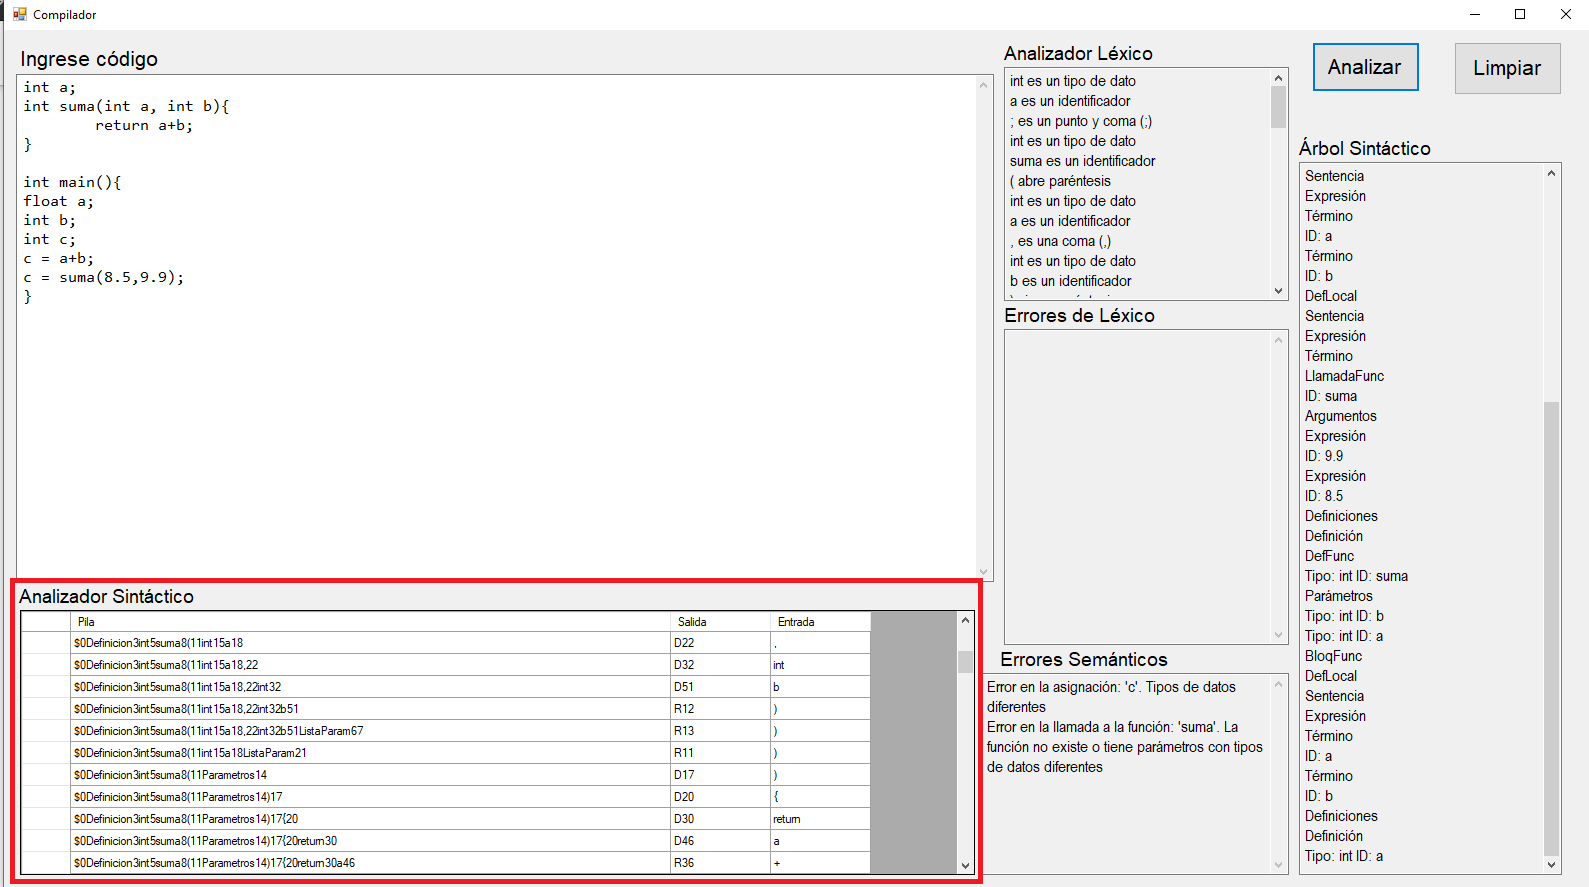 Compilador
Ingrese código
int a;
int suma(int a, int b){
return a+b;
}
int main(){
float a;
int b;
int c;
c = a+b;
c = suma(8.5,9.9);
}
Analizador Léxico
int es un tipo de dato
a es un identificador
; es un punto y coma (;)
int es un tipo de dato
suma es un identificador
( abre paréntesis
int es un tipo de dato
a es un identificador
, es una coma (,)
int es un tipo de dato
b es un identificador
Errores de Léxico
Errores Semánticos
Error en la asignación: 'c'. Tipos de datos
diferentes
Error en la llamada a la función: 'suma'. La
función no existe o tiene parámetros con tipos
de datos diferentes
Analizar
Limpiar
Árbol Sintáctico
Sentencia
Expresión
Término
ID: a
Término
ID: b
DefLocal
Sentencia
Expresión
Término
LlamadaFunc
ID: suma
Argumentos
Expresión
ID: 9.9
Expresión
ID: 8.5
Definiciones
Definición
DefFunc
Tipo: int ID: suma
Parámetros
Tipo: int ID: b
Tipo: int ID: a
BloqFunc
DefLocal
Sentencia
Expresión
Término
ID: a
Término
ID: b
Definiciones
Definición
Tipo: int ID: a
Analizador Sintáctico
Pila Salida Entrada
$0Definicion3int5suma8(11int15a18 D22 ,
$0Definicion3int5suma8(11int15a18,22 D32 int
$0Definicion3int5suma8(11int15a18,22int32 D51 b
$0Definicion3int5suma8(11int15a18,22int32b51 R12 )
$0Definicion3int5suma8(11int15a18,22int32b51ListaParam67 R13 )
$0Definicion3int5suma8(11int15a18ListaParam21 R11 )
$0Definicion3int5suma8(11Parametros14 D17 )
$0Definicion3int5suma8(11Parametros14)17 D20 {
$0Definicion3int5suma8(11Parametros14)17{20 D30 return
$0Definicion3int5suma8(11Parametros14)17{20return30 D46 a
$0Definicion3int5suma8(11Parametros14)17{20return30a46 R36 +